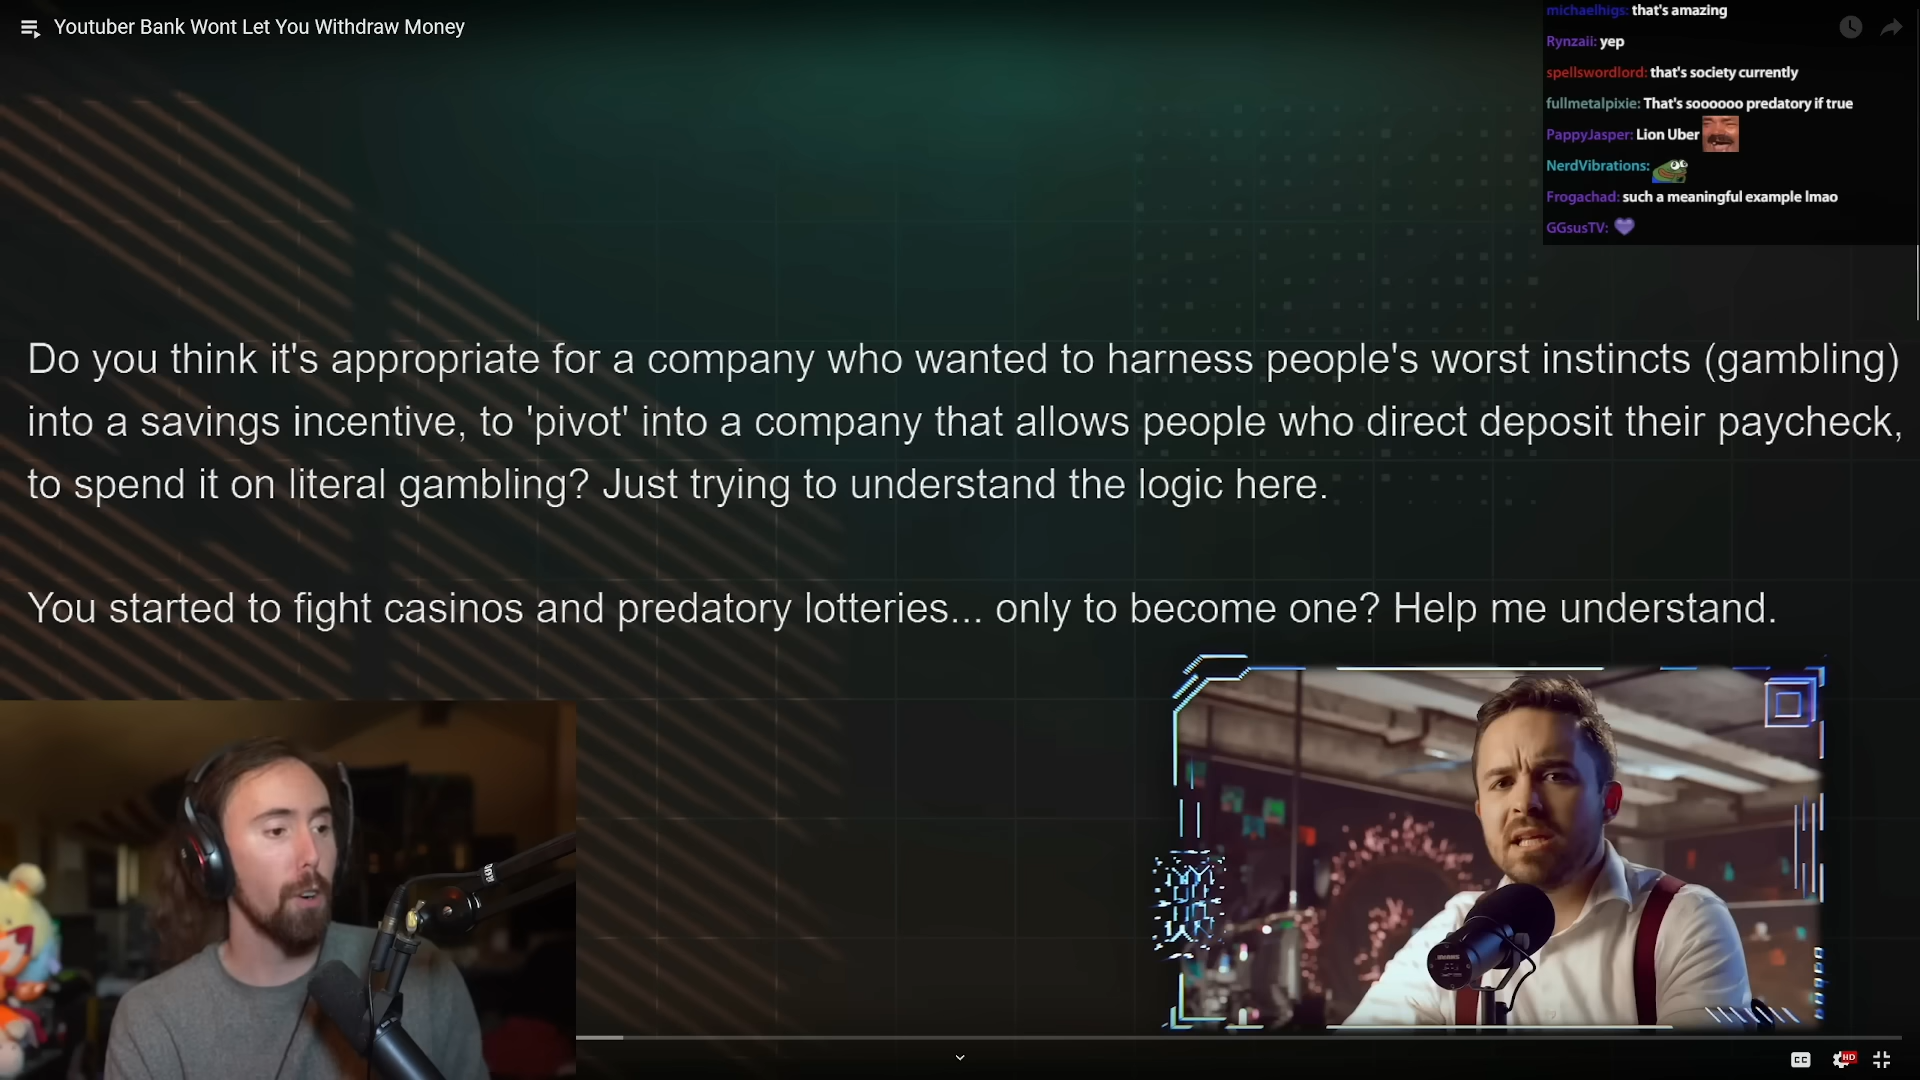 Youtuber Bank Wont Let You Withdraw Money
michaelhigs: that's amazing
Rynzaii: yep
spellswordlord: that's society currently
fullmetalpixie: That's soooooo predatory if true
PappyJasper: Lion Uber
NerdVibrations:
Frogachad: such a meaningful example lmao
GGsusTV:
Do you think it's appropriate for a company who wanted to harness people's worst instincts (gambling)
into a savings incentive, to 'pivot' into a company that allows people who direct deposit their paycheck,
to spend it on literal gambling? Just trying to understand the logic here.
You started to fight casinos and predatory lotteries... only to become one? Help me understand.
CC
HD